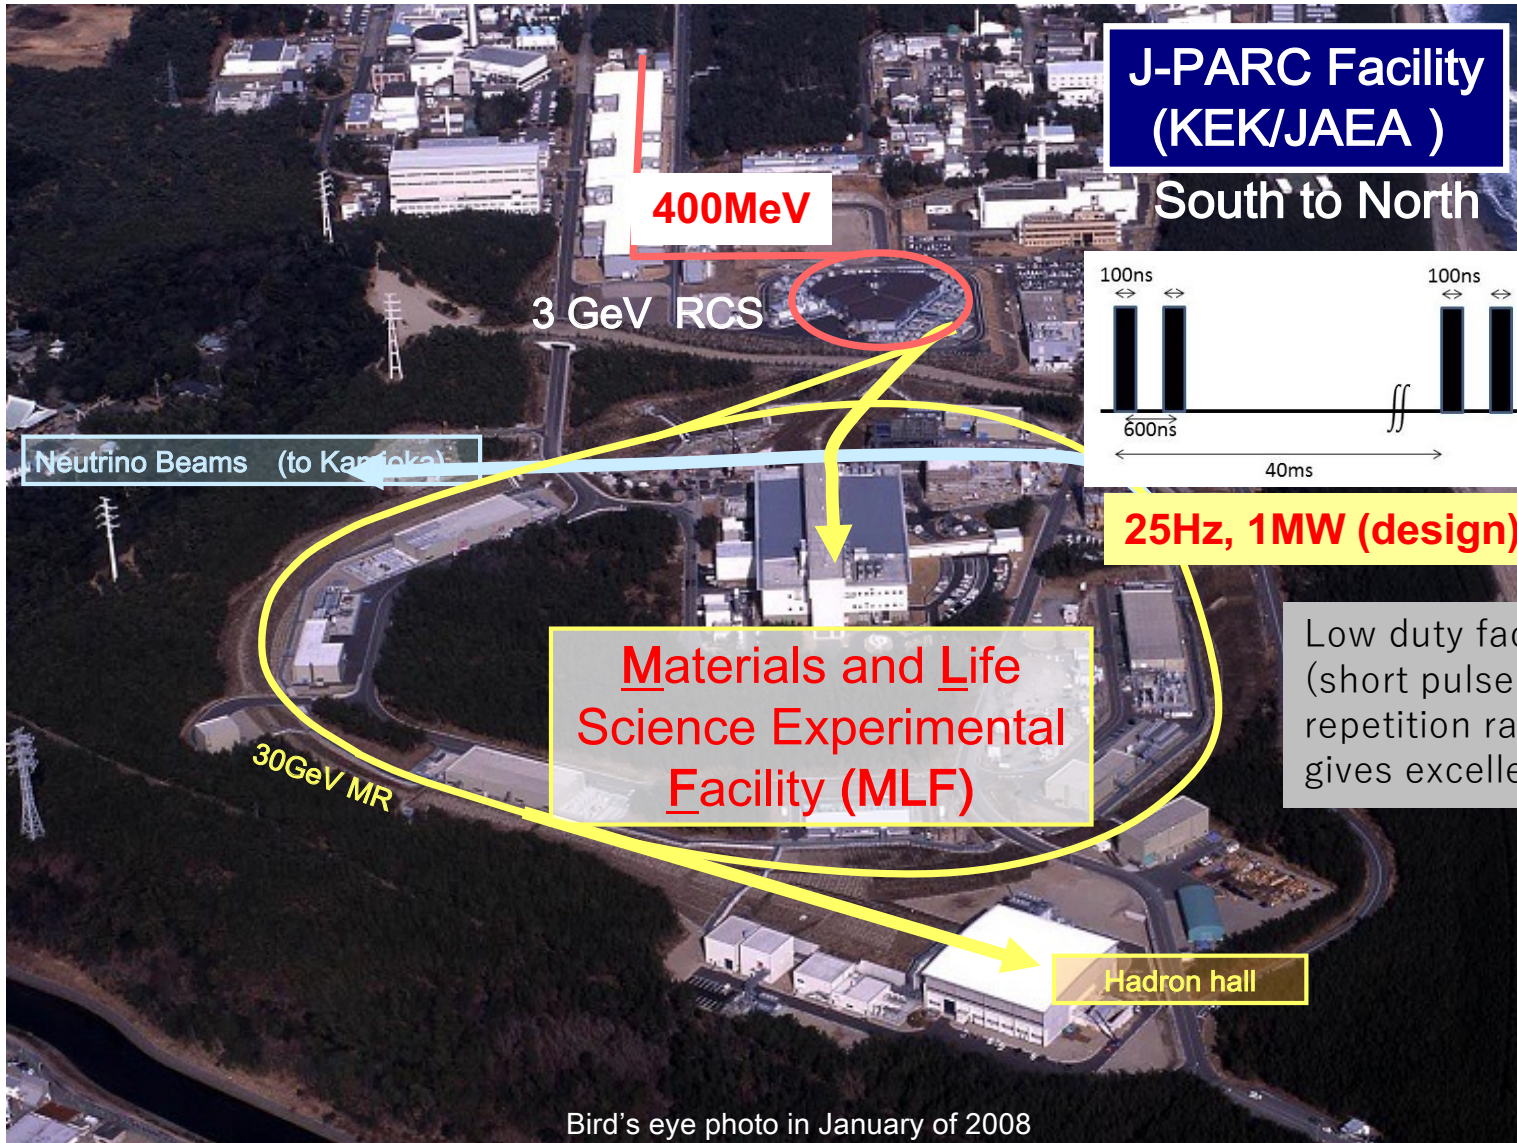 J-PARC Facility
(KEK/JAEA )
South to North
400MeV
3 GeV RCS
100ns
100ns
600ns
40ms
25Hz, 1MW (design)
Neutrino Beams (to Kamioka)
Low duty fac
(short pulse
repetition ra
gives excelle
Materials and Life
Science Experimental
Facility (MLF)
30GeV MR
Hadron hall
Bird's eye photo in January of 2008